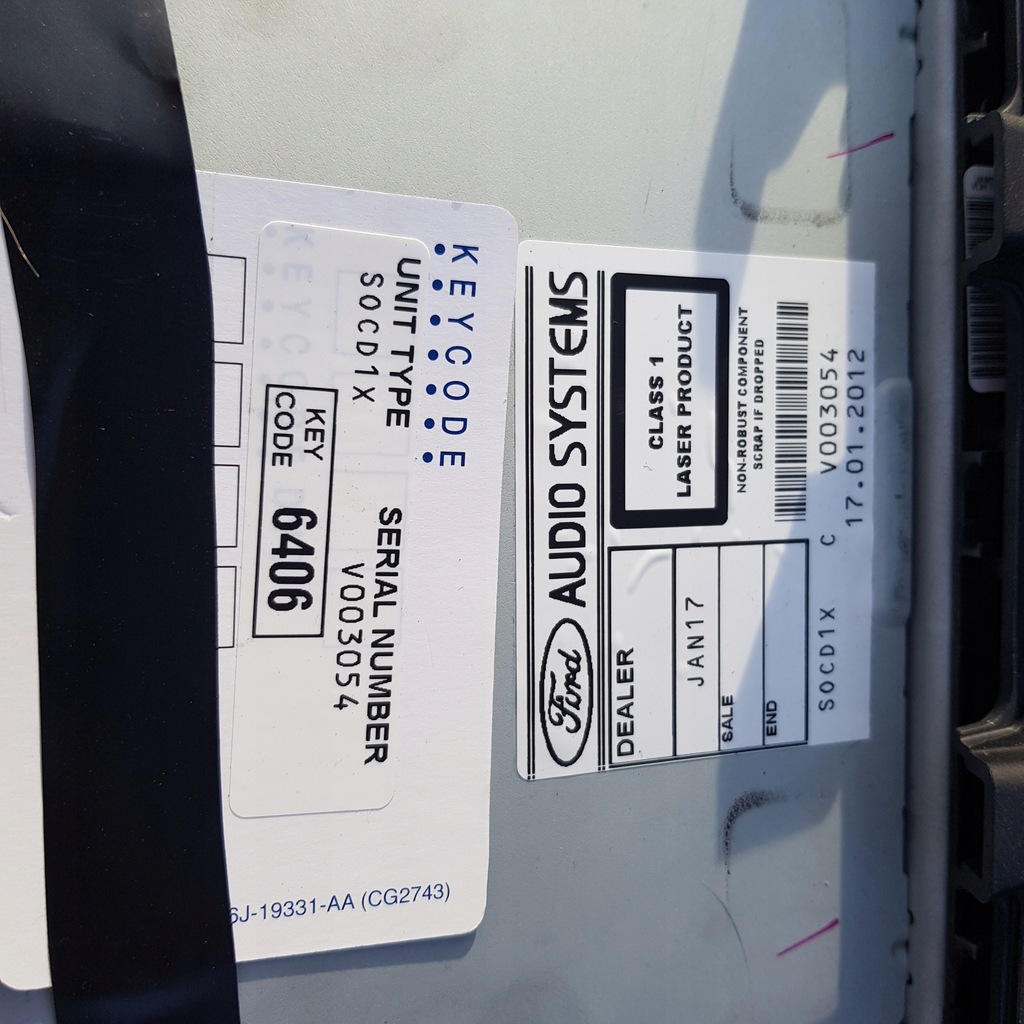 KEYCODE
UNIT TYPE
SOCD1X
SERIAL NUMBER
V003054
KEY
CODE
6406
6J-19331-AA (CG2743)
Ford AUDIO SYSTEMS
CLASS 1
LASER PRODUCT
NON-ROBUST COMPONENT
SCRAP IF DROPPED
DEALER
JAN17
SALE
END
SOCD1X C V003054
17.01.2012